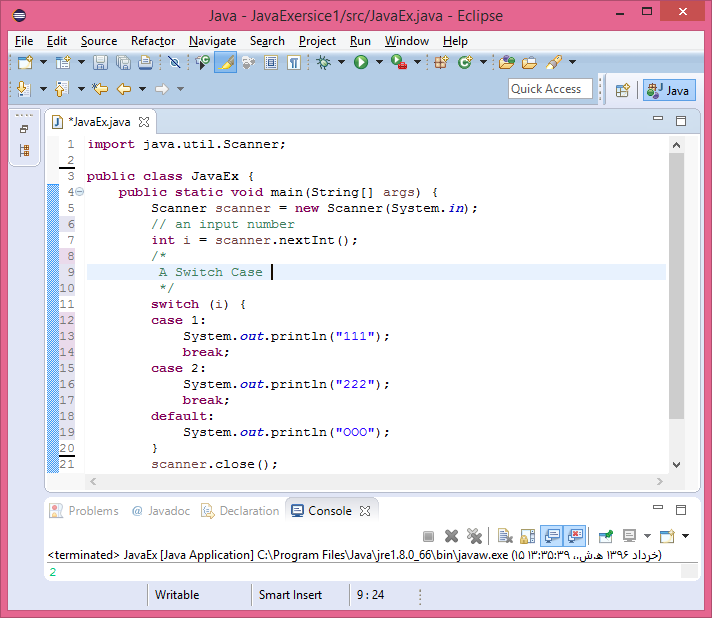 Java - JavaExersice1/src/JavaEx.java - Eclipse
File Edit Source Refactor Navigate Search Project Run Window Help
Quick Access
Java
*JavaEx.java
1 import java.util.Scanner;
2
3 public class JavaEx {
4 public static void main(String[] args) {
5 Scanner scanner = new Scanner(System.in);
6 // an input number
7 int i = scanner.nextInt();
8 /*
9 A Switch Case
10 */
11 switch (i) {
12 case 1:
13 System.out.println("111");
14 break;
15 case 2:
16 System.out.println("222");
17 break;
18 default:
19 System.out.println("OOO");
20 }
21 scanner.close();
Problems @ Javadoc Declaration Console
<terminated> JavaEx [Java Application] C:\Program Files\Java\jre1.8.0_66\bin\javaw.exe (۱۵ خرداد ۱۳۹۶ ه‍.ش.،‏ ۱۳:۳۵:۳۹)
2
Writable Smart Insert 9 : 24